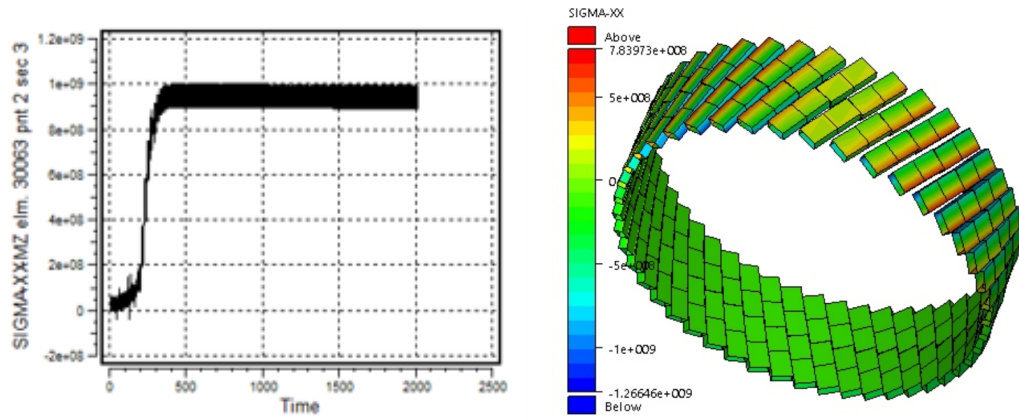 SIGMA-XXMZ elm. 30063 pnt 2 sec 3
1.2e+09
1e+09
8e+08
6e+08
4e+08
2e+08
0
-2e+08
0
500
1000
1500
2000
2500
Time
SIGMA-XX
Above
7.83973e+008
5e+008
0
-5e+008
-1e+009
-1.26646e+009
Below